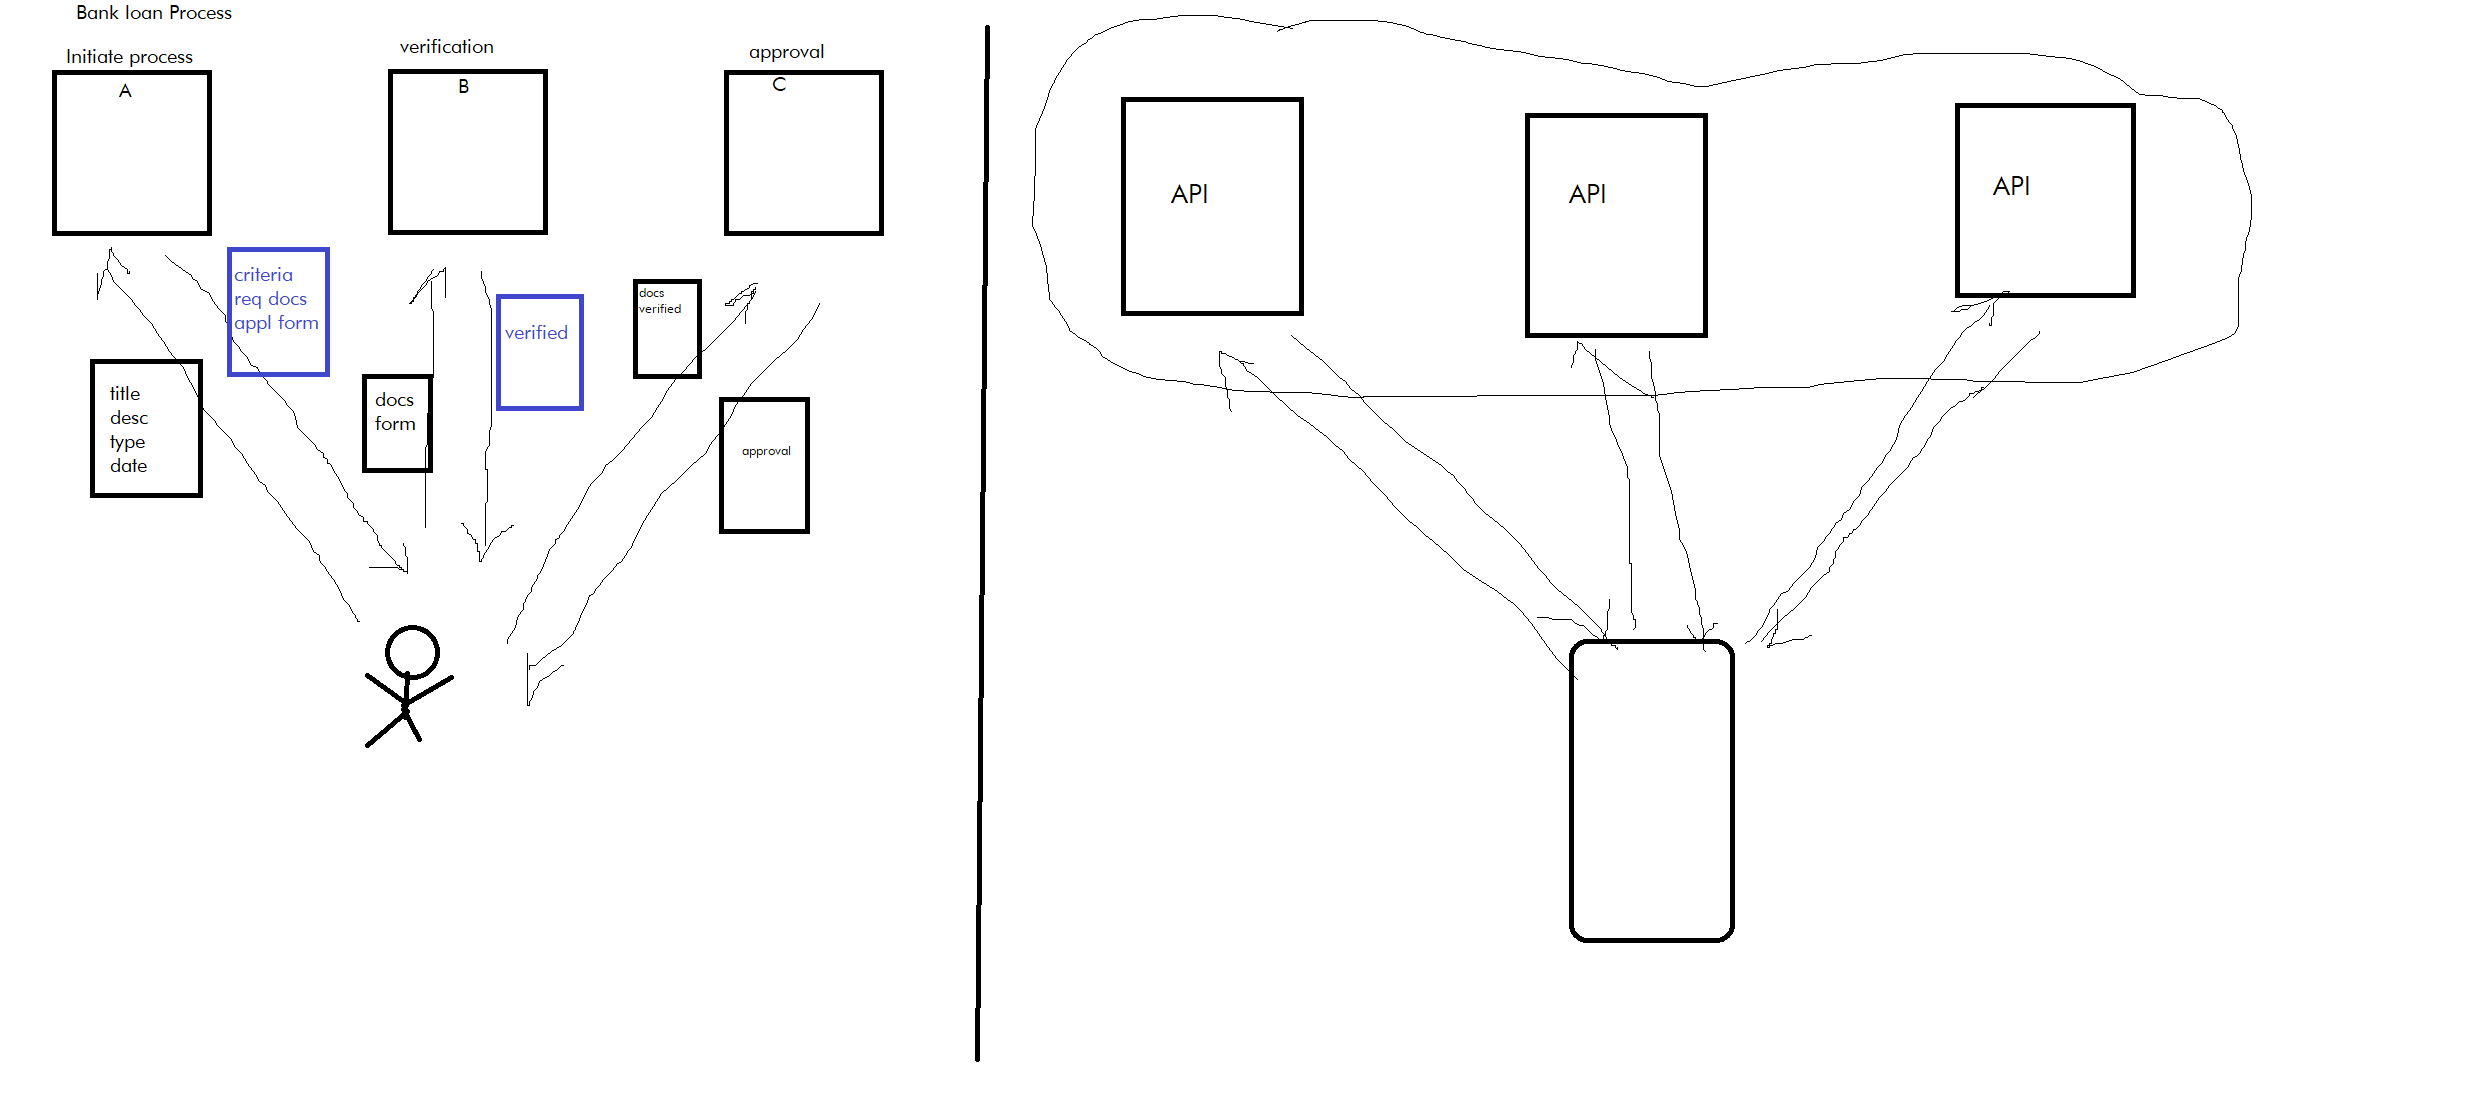 Bank loan Process
Initiate process
verification
approval
A
B
C
criteria
req docs
appl form
title
desc
type
date
docs
form
verified
docs
verified
approval
API
API
API